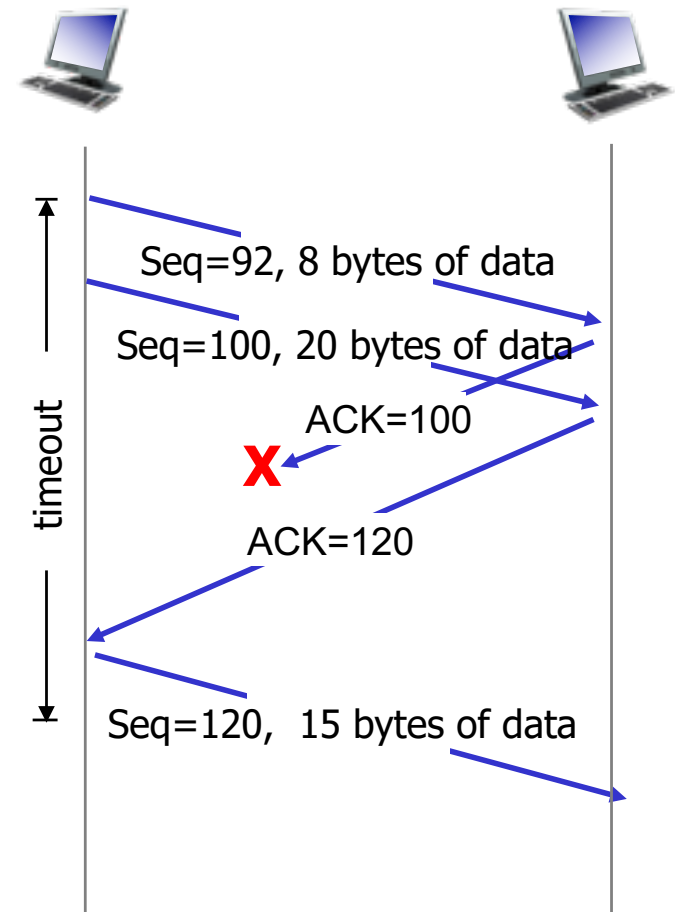 Seq=92, 8 bytes of data
Seq=100, 20 bytes of data
ACK=100
X
timeout
ACK=120
Seq=120, 15 bytes of data